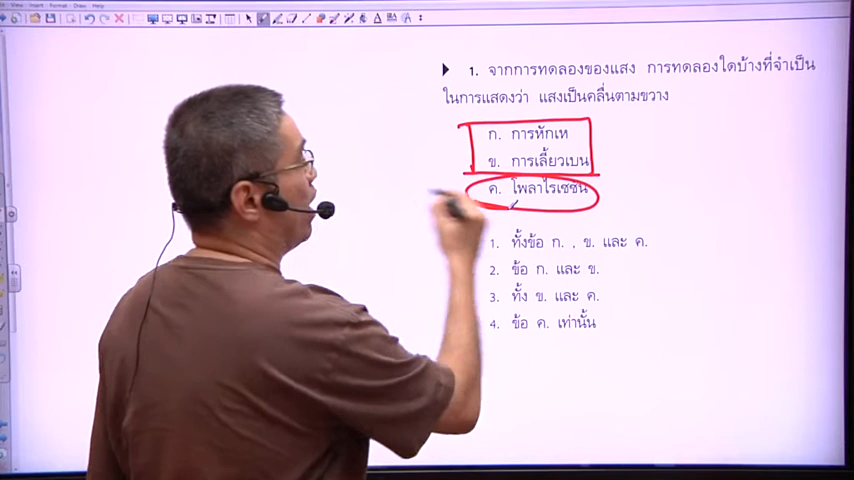 View Insert Format Draw Help
1. จากการทดลองของแสง การทดลองใดบ้างที่จำเป็น
ในการแสดงว่า แสงเป็นคลื่นตามขวาง
ก. การหักเห
ข. การเลี้ยวเบน
ค. โพลาไรเซชัน
1. ทั้งข้อ ก. , ข. และ ค.
2. ข้อ ก. และ ข.
3. ทั้ง ข. และ ค.
4. ข้อ ค. เท่านั้น